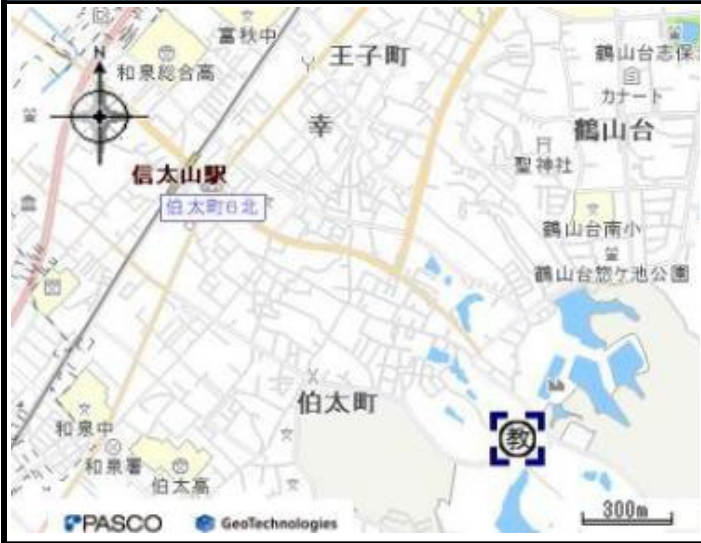 富秋中
王子町
鶴山台志保
和泉総合高
カナート
N
幸
鶴山台
聖神社
信太山駅
伯太町6北
鶴山台南小
鶴山台惣ケ池公園
伯太町
教
和泉中
和泉署
伯太高
300m
PASCO
GeoTechnologies